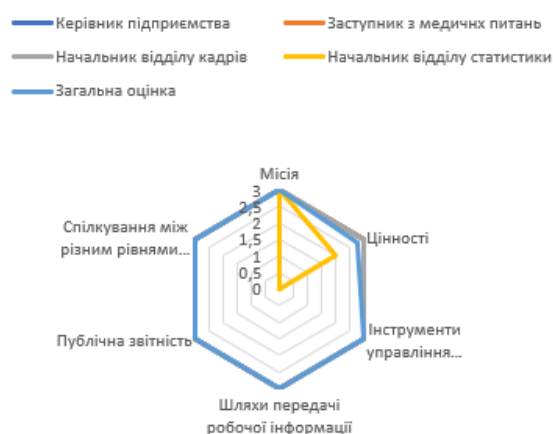 Керівник підприємства
Заступник з медичнх питань
Начальник відділу кадрів
Начальник відділу статистики
Загальна оцінка
Місія
3
2,5
2
1,5
1
0,5
0
Цінності
Інструменти
управління...
Шляхи передачі
робочої інформації
Публічна звітність
Спілкування між
різним рівнями...